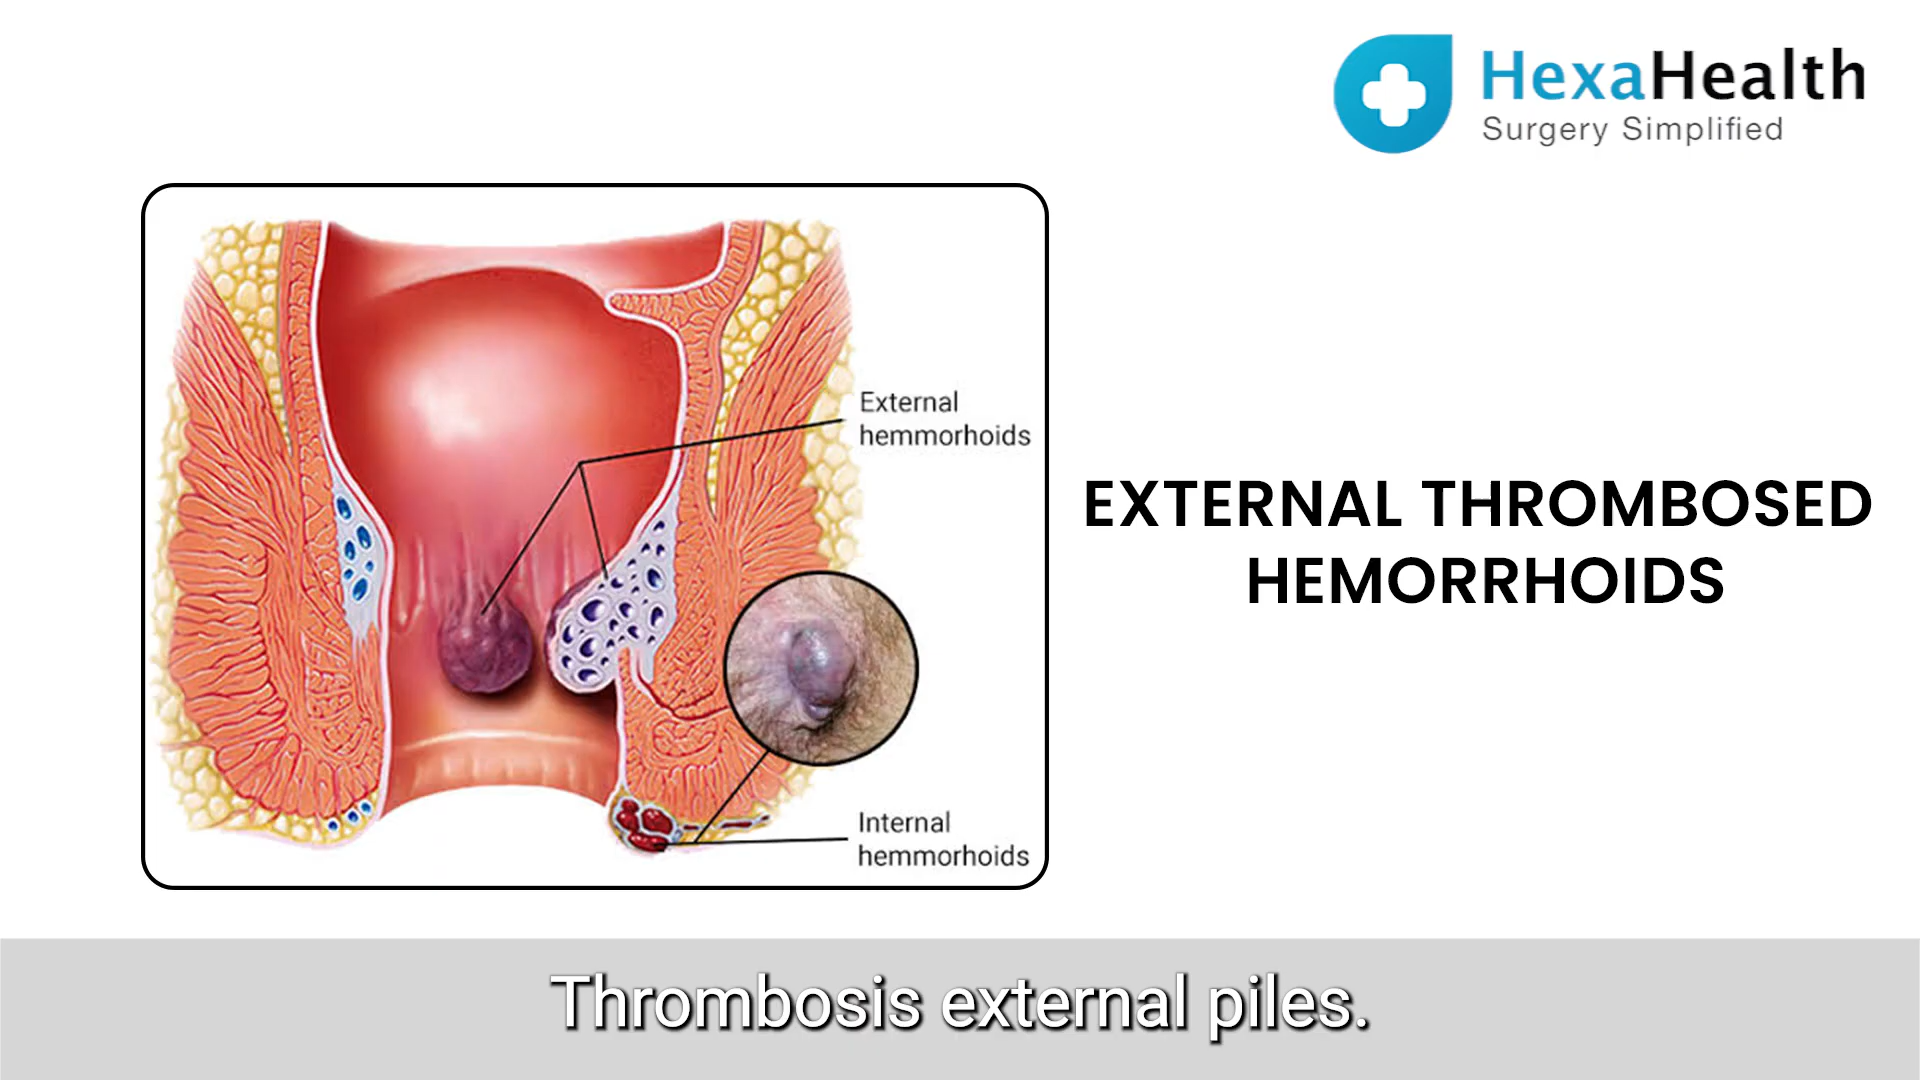 HexaHealth
Surgery Simplified
External
hemmorhoids
EXTERNAL THROMBOSED
HEMORRHOIDS
Internal
hemmorhoids
Thrombosis external piles.